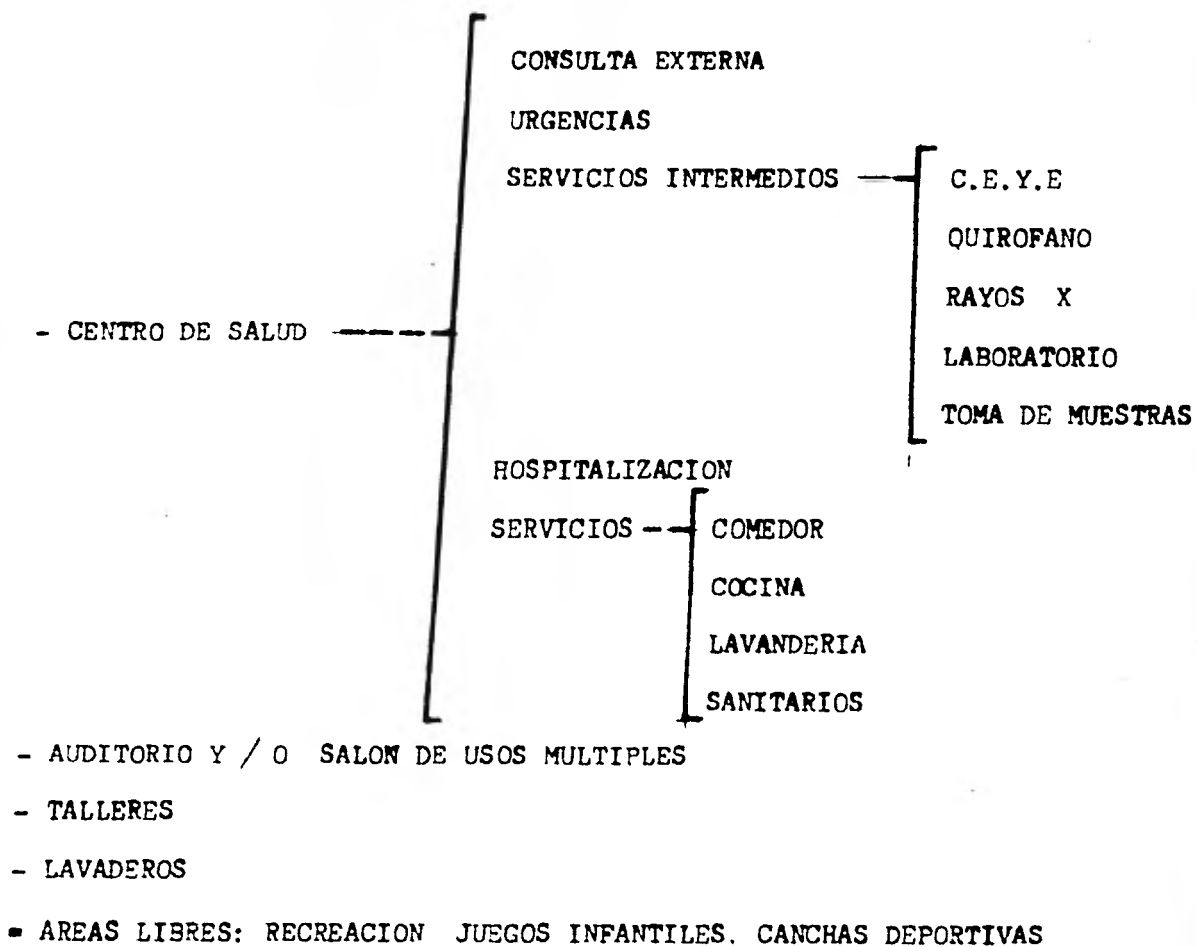 CONSULTA EXTERNA
URGENCIAS
SERVICIOS INTERMEDIOS
C.E.Y.E
QUIROFANO
RAYOS X
LABORATORIO
TOMA DE MUESTRAS
- CENTRO DE SALUD
HOSPITALIZACION
SERVICIOS
COMEDOR
COCINA
LAVANDERIA
SANITARIOS
- AUDITORIO Y / O SALON DE USOS MULTIPLES
- TALLERES
- LAVADEROS
- AREAS LIBRES: RECREACION JUEGOS INFANTILES. CANCHAS DEPORTIVAS